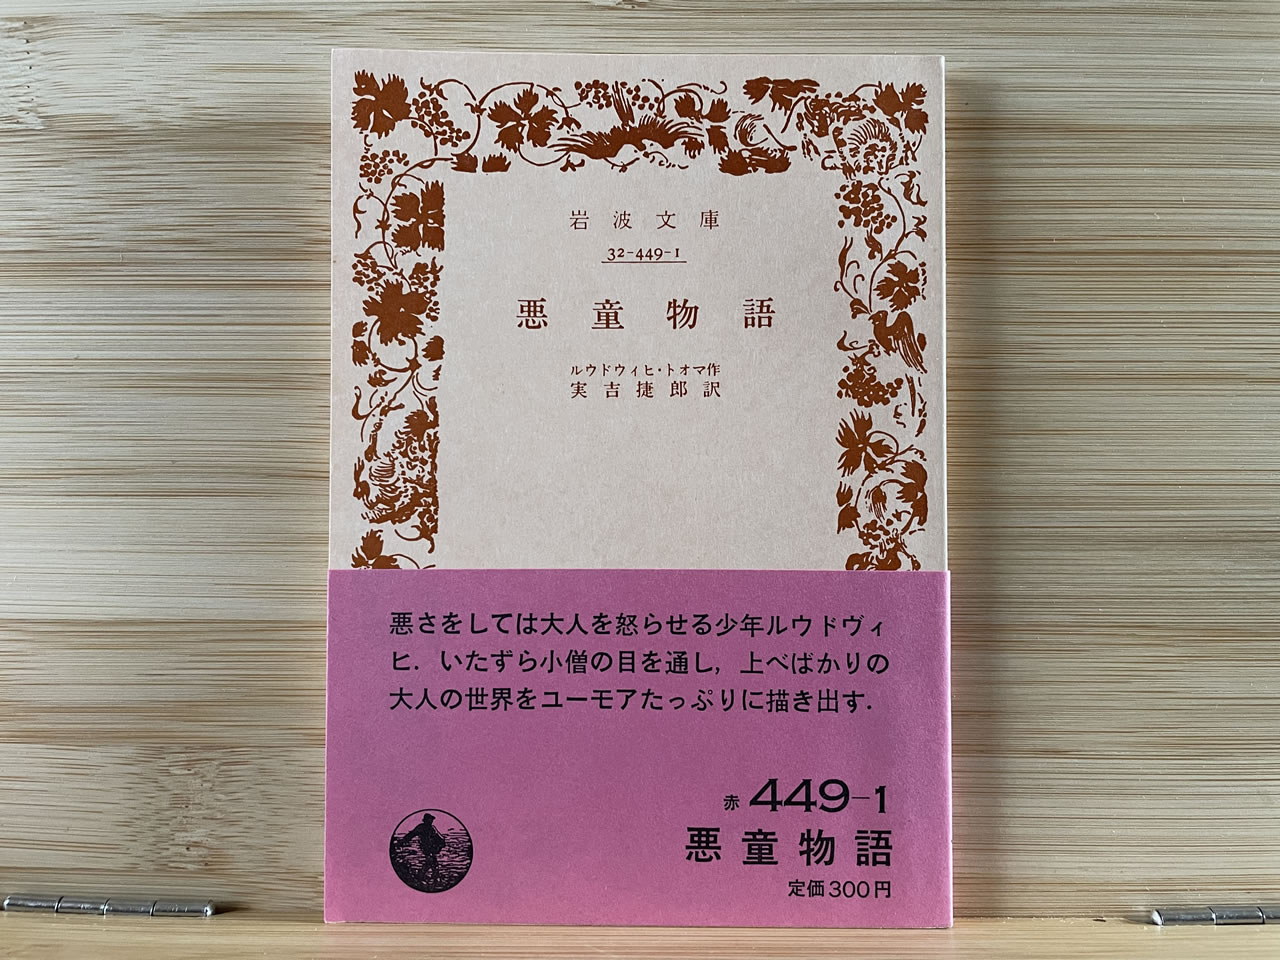 岩波文庫
32-449-1
悪童物語
ルウドウィヒ・トオマ作
実吉捷郎訳
悪さをしては大人を怒らせる少年ルウドヴィ
ヒ．いたずら小僧の目を通し，上べばかりの
大人の世界をユーモアたっぷりに描き出す．
赤 449-1
悪童物語
定価300円